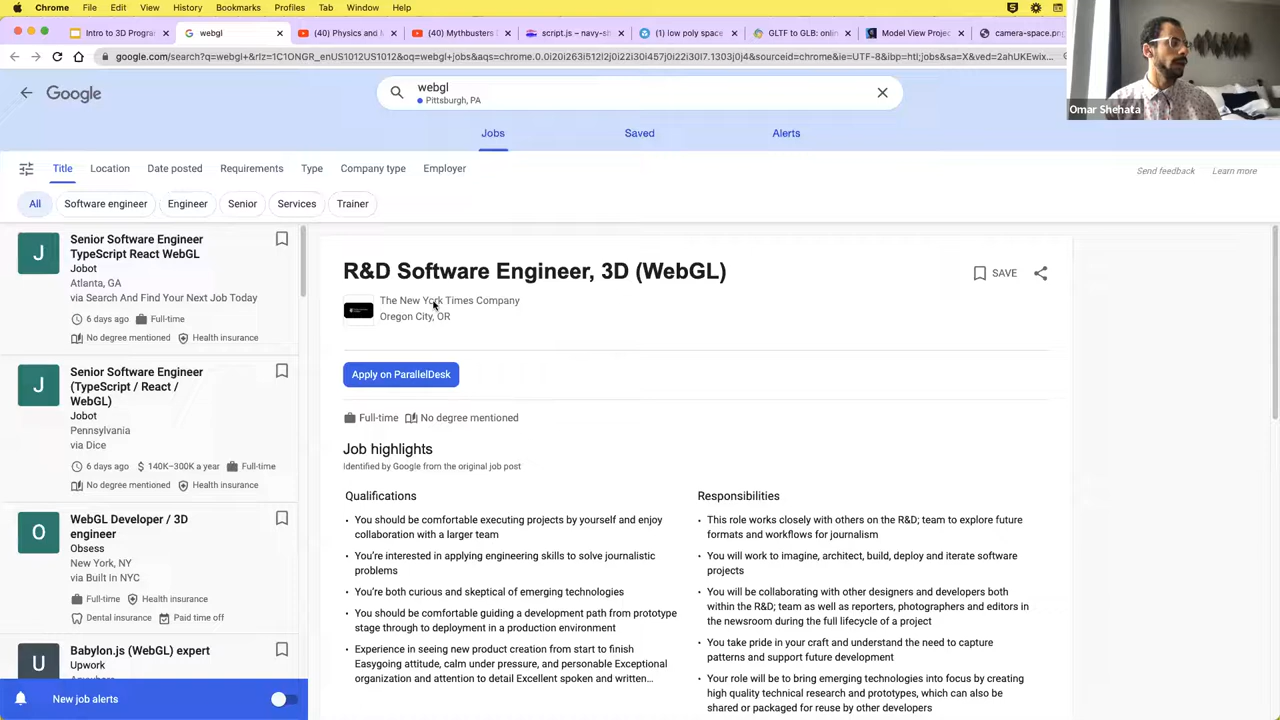 Chrome File Edit View History Bookmarks Profiles Tab Window Help
Intro to 3D Progra
webgl
(40) Physics and
(40) Mythbusters
script.js – navy-sh
(1) low poly space
GLTF to GLB: onlin
Model View Projec
camera-space.pn
google.com/search?q=webgl+&rlz=1C1ONGR_enUS1012US1012&oq=webgl+jobs&aqs=chrome.0.0i20i263i512l2j0i22i30i457j0i22i30l7.1303j0j4&sourceid=chrome&ie=UTF-8&ibp=htl;jobs&sa=X&ved=2ahUKEwix...
Omar Shehata
Google
webgl
Pittsburgh, PA
Jobs Saved Alerts
Title Location Date posted Requirements Type Company type Employer
Send feedback Learn more
All Software engineer Engineer Senior Services Trainer
J
Senior Software Engineer
TypeScript React WebGL
Jobot
Atlanta, GA
via Search And Find Your Next Job Today
6 days ago Full-time
No degree mentioned Health insurance
J
Senior Software Engineer
(TypeScript / React /
WebGL)
Jobot
Pennsylvania
via Dice
6 days ago $ 140K–300K a year Full-time
No degree mentioned Health insurance
O
WebGL Developer / 3D
engineer
Obsess
New York, NY
via Built In NYC
Full-time Health insurance
Dental insurance Paid time off
U
Babylon.js (WebGL) expert
Upwork
New job alerts
R&D Software Engineer, 3D (WebGL)
SAVE
The New York Times Company
Oregon City, OR
Apply on ParallelDesk
Full-time No degree mentioned
Job highlights
Identified by Google from the original job post
Qualifications
· You should be comfortable executing projects by yourself and enjoy
collaboration with a larger team
· You're interested in applying engineering skills to solve journalistic
problems
· You're both curious and skeptical of emerging technologies
· You should be comfortable guiding a development path from prototype
stage through to deployment in a production environment
· Experience in seeing new product creation from start to finish
Easygoing attitude, calm under pressure, and personable Exceptional
organization and attention to detail Excellent spoken and written...
Responsibilities
· This role works closely with others on the R&D; team to explore future
formats and workflows for journalism
· You will work to imagine, architect, build, deploy and iterate software
projects
· You will be collaborating with other designers and developers both
within the R&D; team as well as reporters, photographers and editors in
the newsroom during the full lifecycle of a project
· You take pride in your craft and understand the need to capture
patterns and support future development
· Your role will be to bring emerging technologies into focus by creating
high quality technical research and prototypes, which can also be
shared or packaged for reuse by other developers